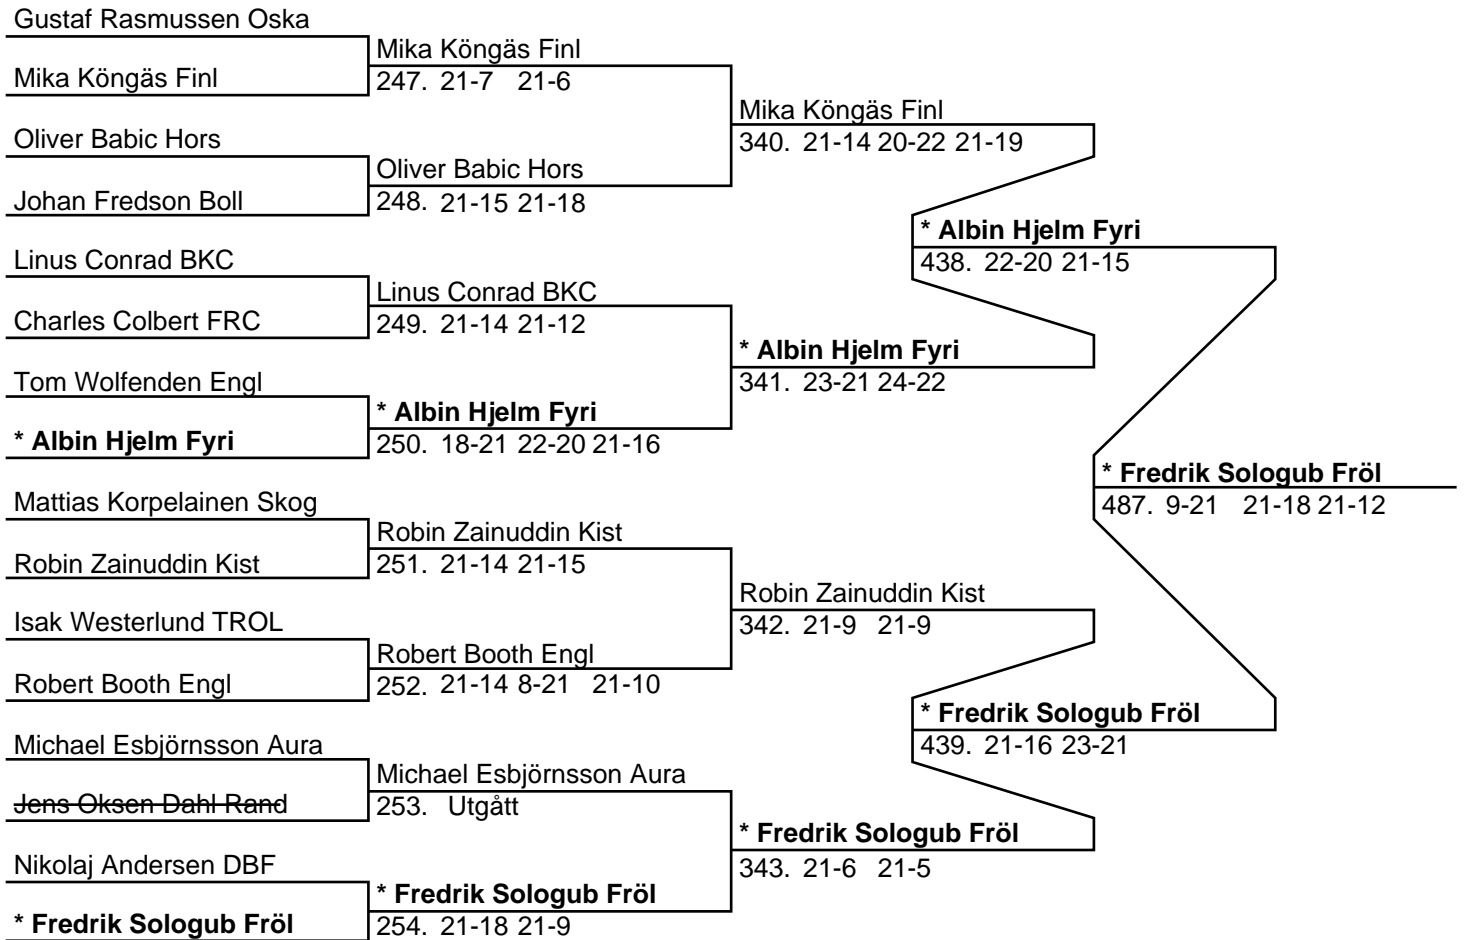 Gustaf Rasmussen Oska
Mika Köngäs Finl
Mika Köngäs Finl
247. 21-7 21-6
Mika Köngäs Finl
340. 21-14 20-22 21-19
Oliver Babic Hors
Oliver Babic Hors
Johan Fredson Boll
248. 21-15 21-18
* Albin Hjelm Fyri
438. 22-20 21-15
Linus Conrad BKC
Linus Conrad BKC
Charles Colbert FRC
249. 21-14 21-12
* Albin Hjelm Fyri
341. 23-21 24-22
Tom Wolfenden Engl
* Albin Hjelm Fyri
* Albin Hjelm Fyri
250. 18-21 22-20 21-16
* Fredrik Sologub Fröl
487. 9-21 21-18 21-12
Mattias Korpelainen Skog
Robin Zainuddin Kist
Robin Zainuddin Kist
251. 21-14 21-15
Robin Zainuddin Kist
342. 21-9 21-9
Isak Westerlund TROL
Robert Booth Engl
Robert Booth Engl
252. 21-14 8-21 21-10
* Fredrik Sologub Fröl
439. 21-16 23-21
Michael Esbjörnsson Aura
Michael Esbjörnsson Aura
Jens Oksen Dahl Rand
253. Utgått
* Fredrik Sologub Fröl
343. 21-6 21-5
Nikolaj Andersen DBF
* Fredrik Sologub Fröl
* Fredrik Sologub Fröl
254. 21-18 21-9